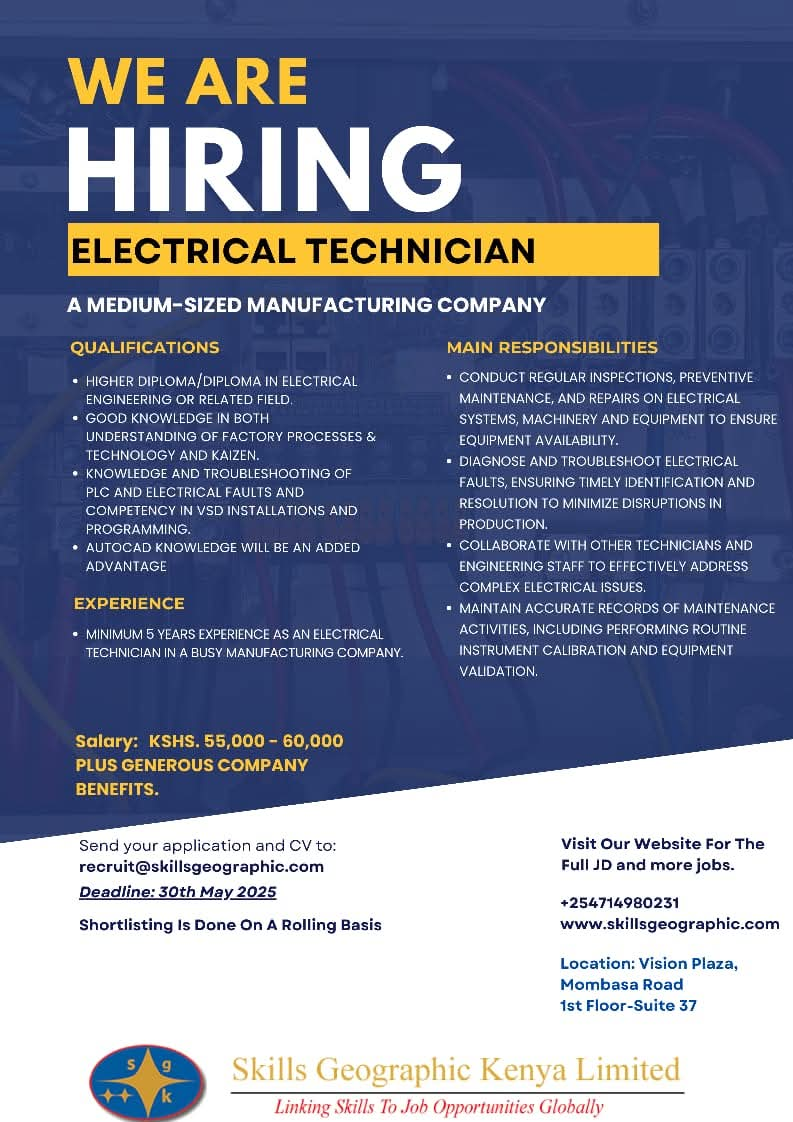 WE ARE
HIRING
ELECTRICAL TECHNICIAN
A MEDIUM-SIZED MANUFACTURING COMPANY
QUALIFICATIONS
• HIGHER DIPLOMA/DIPLOMA IN ELECTRICAL
ENGINEERING OR RELATED FIELD.
• GOOD KNOWLEDGE IN BOTH
UNDERSTANDING OF FACTORY PROCESSES &
TECHNOLOGY AND KAIZEN.
• KNOWLEDGE AND TROUBLESHOOTING OF
PLC AND ELECTRICAL FAULTS AND
COMPETENCY IN VSD INSTALLATIONS AND
PROGRAMMING.
• AUTOCAD KNOWLEDGE WILL BE AN ADDED
ADVANTAGE
EXPERIENCE
• MINIMUM 5 YEARS EXPERIENCE AS AN ELECTRICAL
TECHNICIAN IN A BUSY MANUFACTURING COMPANY.
MAIN RESPONSIBILITIES
▪ CONDUCT REGULAR INSPECTIONS, PREVENTIVE
MAINTENANCE, AND REPAIRS ON ELECTRICAL
SYSTEMS, MACHINERY AND EQUIPMENT TO ENSURE
EQUIPMENT AVAILABILITY.
▪ DIAGNOSE AND TROUBLESHOOT ELECTRICAL
FAULTS, ENSURING TIMELY IDENTIFICATION AND
RESOLUTION TO MINIMIZE DISRUPTIONS IN
PRODUCTION.
▪ COLLABORATE WITH OTHER TECHNICIANS AND
ENGINEERING STAFF TO EFFECTIVELY ADDRESS
COMPLEX ELECTRICAL ISSUES.
▪ MAINTAIN ACCURATE RECORDS OF MAINTENANCE
ACTIVITIES, INCLUDING PERFORMING ROUTINE
INSTRUMENT CALIBRATION AND EQUIPMENT
VALIDATION.
Salary: KSHS. 55,000 - 60,000
PLUS GENEROUS COMPANY
BENEFITS.
Send your application and CV to:
recruit@skillsgeographic.com
Deadline: 30th May 2025
Shortlisting Is Done On A Rolling Basis
Visit Our Website For The
Full JD and more jobs.
+254714980231
www.skillsgeographic.com
Location: Vision Plaza,
Mombasa Road
1st Floor-Suite 37
s g
k
Skills Geographic Kenya Limited
Linking Skills To Job Opportunities Globally